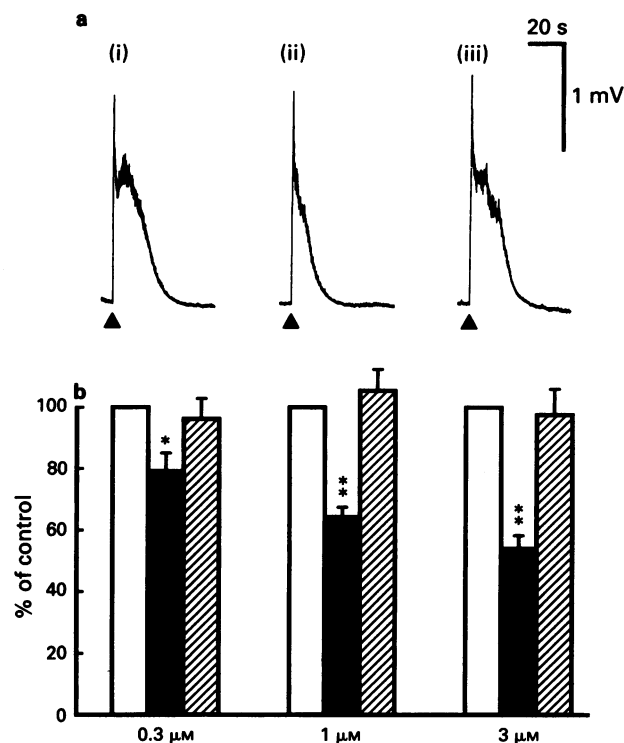 a
20 s
(i) (ii) (iii)
1 mV
b
100
80
60
40
20
0
% of control
*
**
**
0.3 µM 1 µM 3 µM